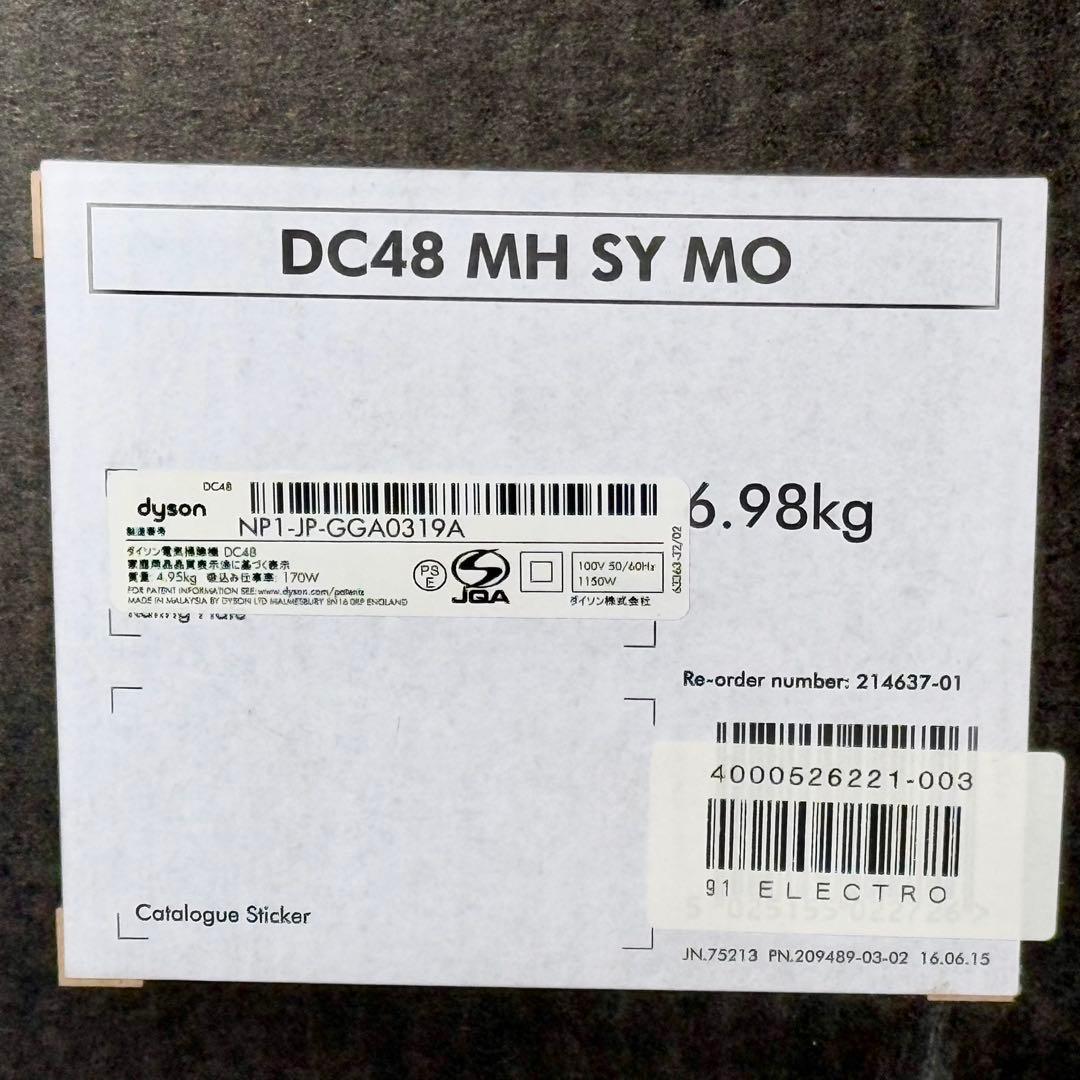 DC48 MH SY MO
DC48
dyson
製造番号
NP1-JP-GGA0319A
6.98kg
ダイソン電気掃除機 DC48
家庭用品品質表示法に基づく表示
質量: 4.95kg 吸込み仕事率: 170W
FOR PATENT INFORMATION SEE: www.dyson.com/patents
MADE IN MALAYSIA BY DYSON LTD MALMESBURY SN16 0RP ENGLAND
PS
E
JQA
100V 50/60Hz
1150W
ダイソン株式会社
63363-32/02
Re-order number: 214637-01
4000526221-003
91 ELECTRO
Catalogue Sticker
JN.75213 PN.209489-03-02 16.06.15